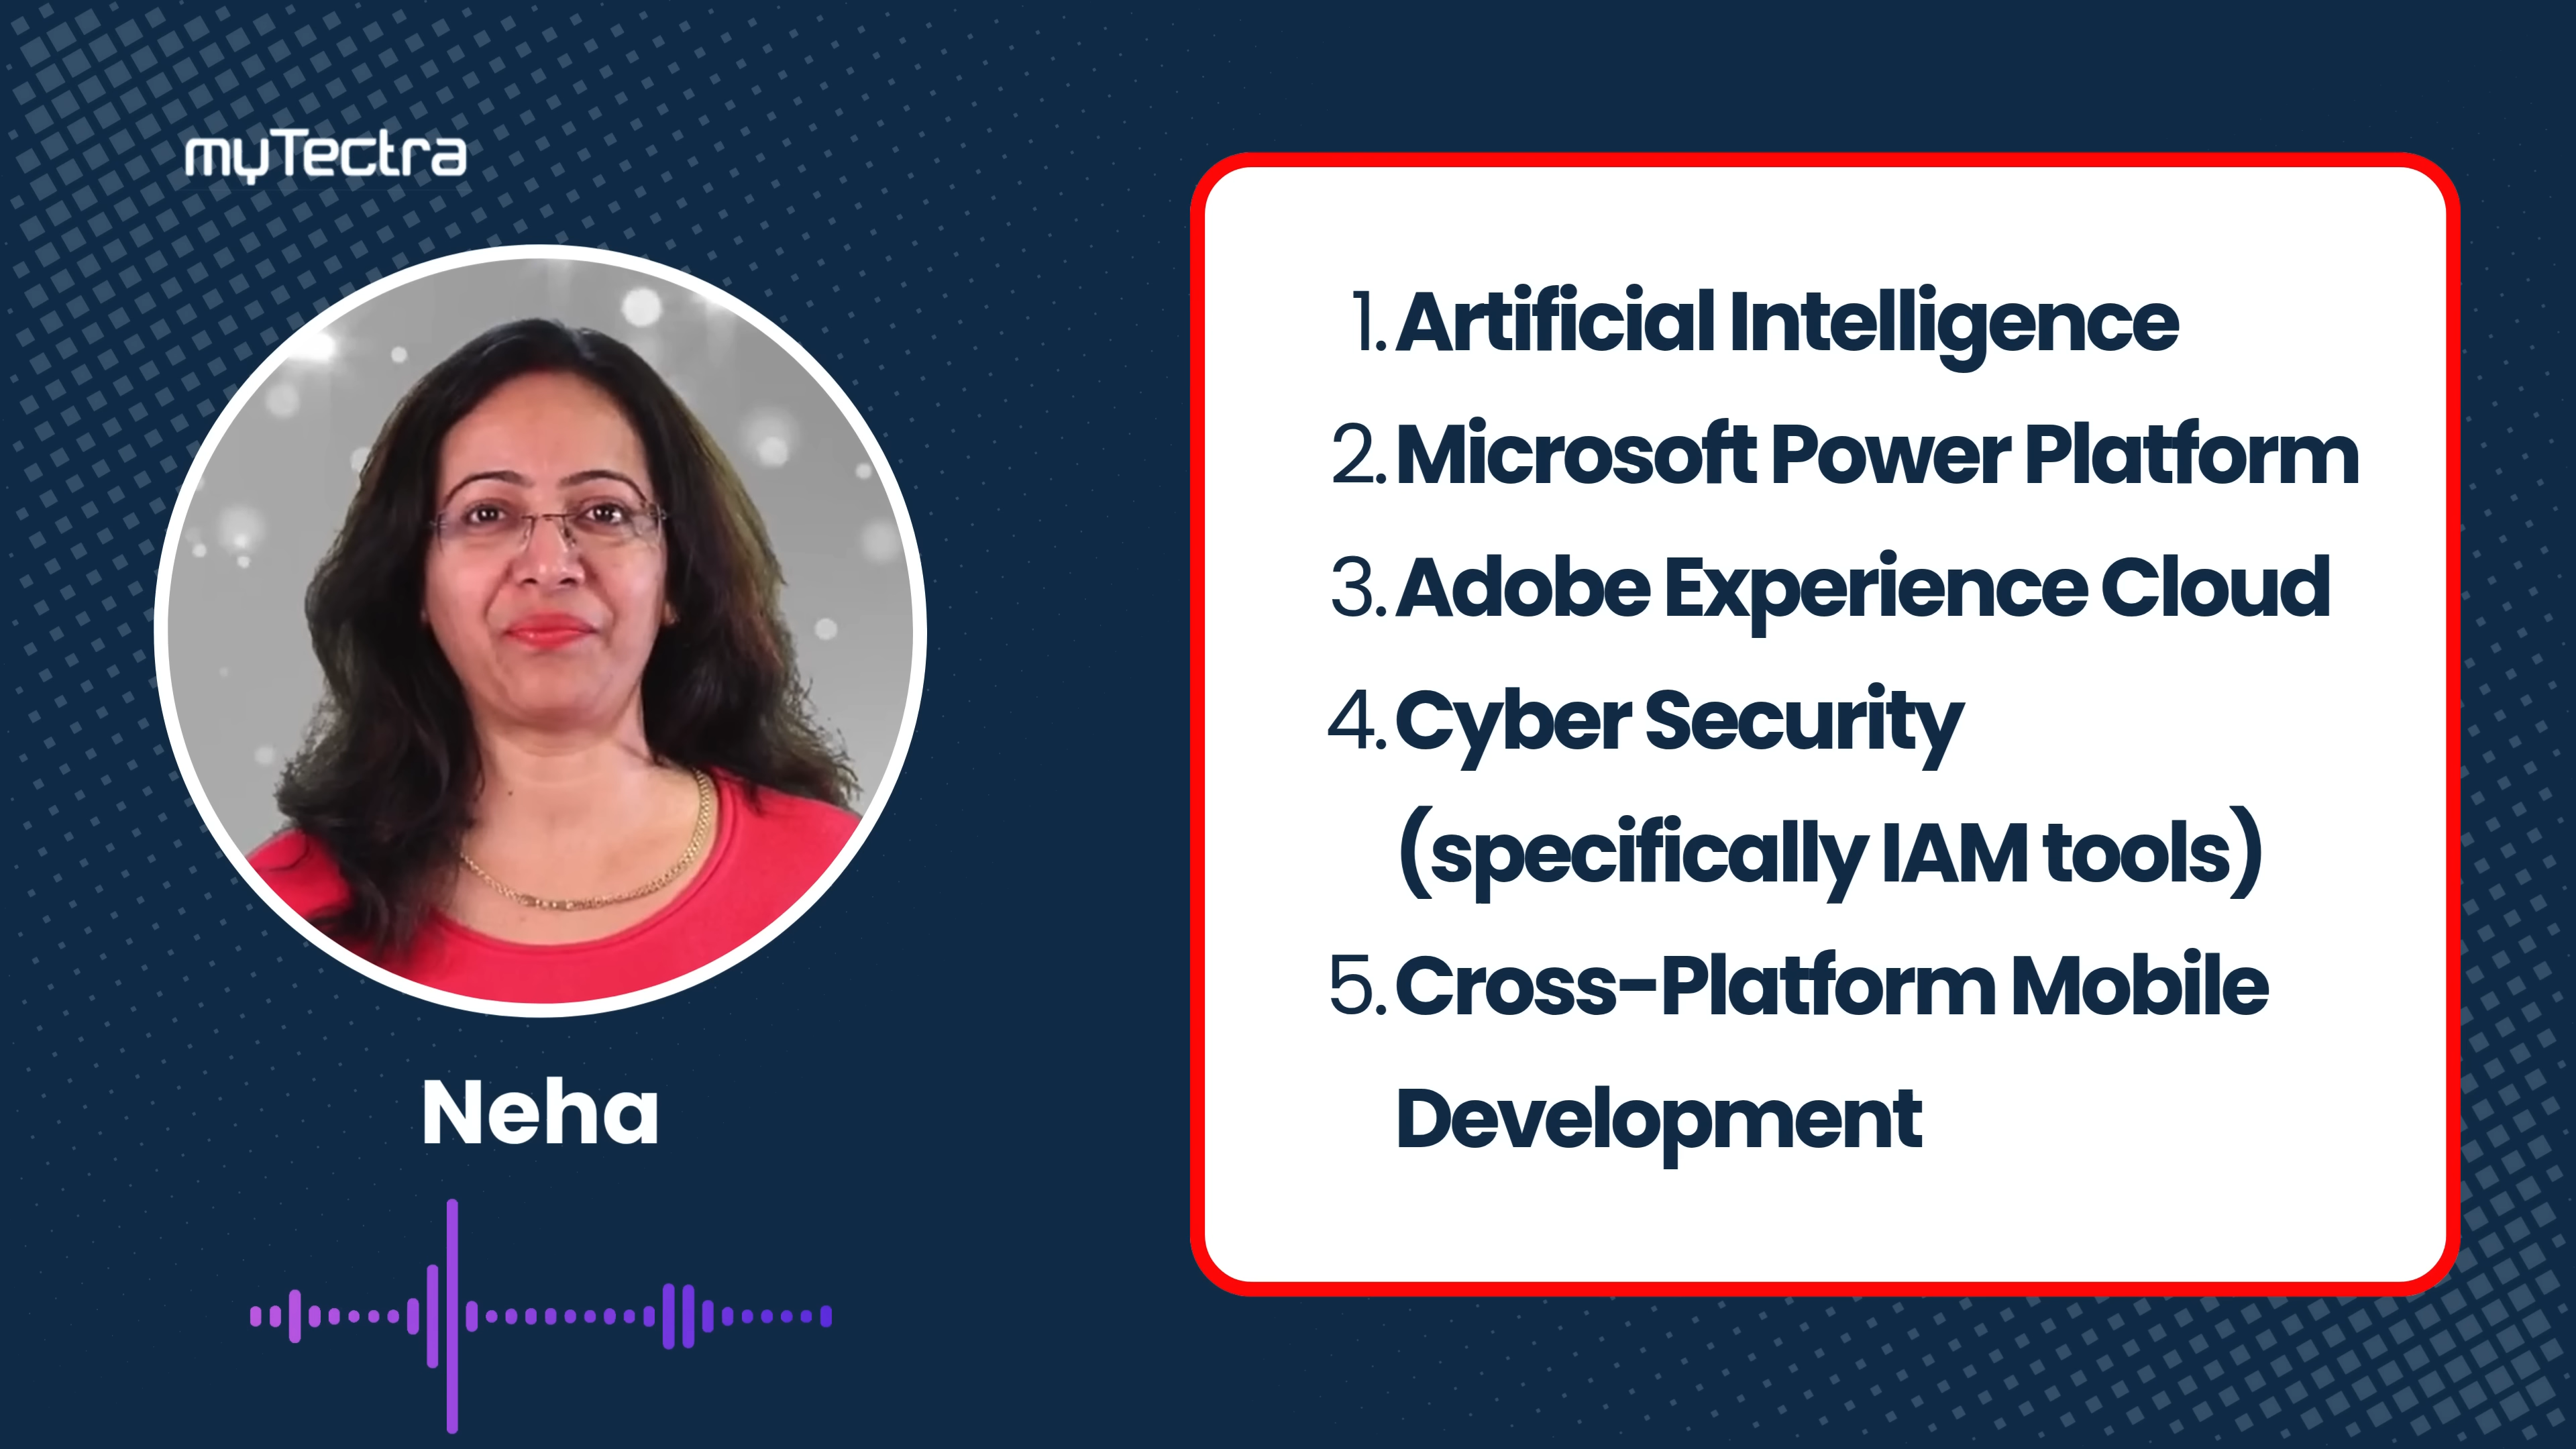 myTectra
Neha
1. Artificial Intelligence
2. Microsoft Power Platform
3. Adobe Experience Cloud
4. Cyber Security
(specifically IAM tools)
5. Cross-Platform Mobile
Development